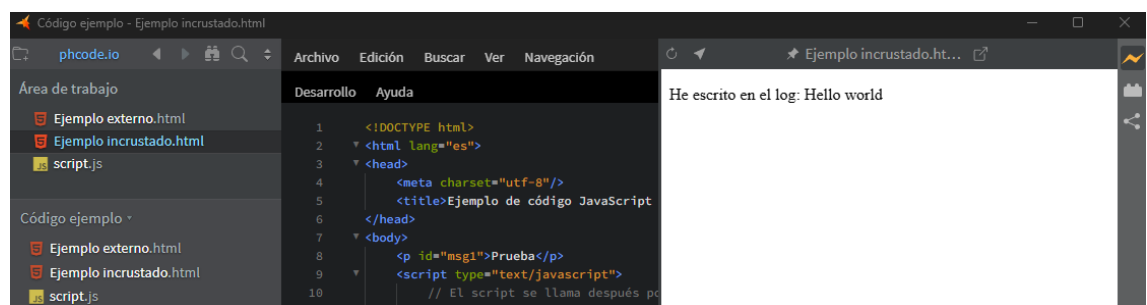 Código ejemplo - Ejemplo incrustado.html
phcode.io
Área de trabajo
Ejemplo externo.html
Ejemplo incrustado.html
JS script.js
Código ejemplo
Ejemplo externo.html
Ejemplo incrustado.html
JS script.js
Archivo Edición Buscar Ver Navegación
Desarrollo Ayuda
1 <!DOCTYPE html>
2 <html lang="es">
3 <head>
4 <meta charset="utf-8"/>
5 <title>Ejemplo de código JavaScript
6 </head>
7 <body>
8 <p id="msg1">Prueba</p>
9 <script type="text/javascript">
10 // El script se llama después po
Ejemplo incrustado.ht...
He escrito en el log: Hello world